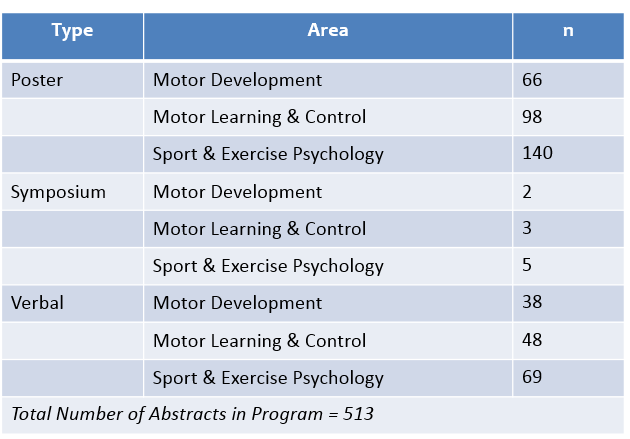 Type Area n
Poster Motor Development 66
Motor Learning & Control 98
Sport & Exercise Psychology 140
Symposium Motor Development 2
Motor Learning & Control 3
Sport & Exercise Psychology 5
Verbal Motor Development 38
Motor Learning & Control 48
Sport & Exercise Psychology 69
Total Number of Abstracts in Program = 513